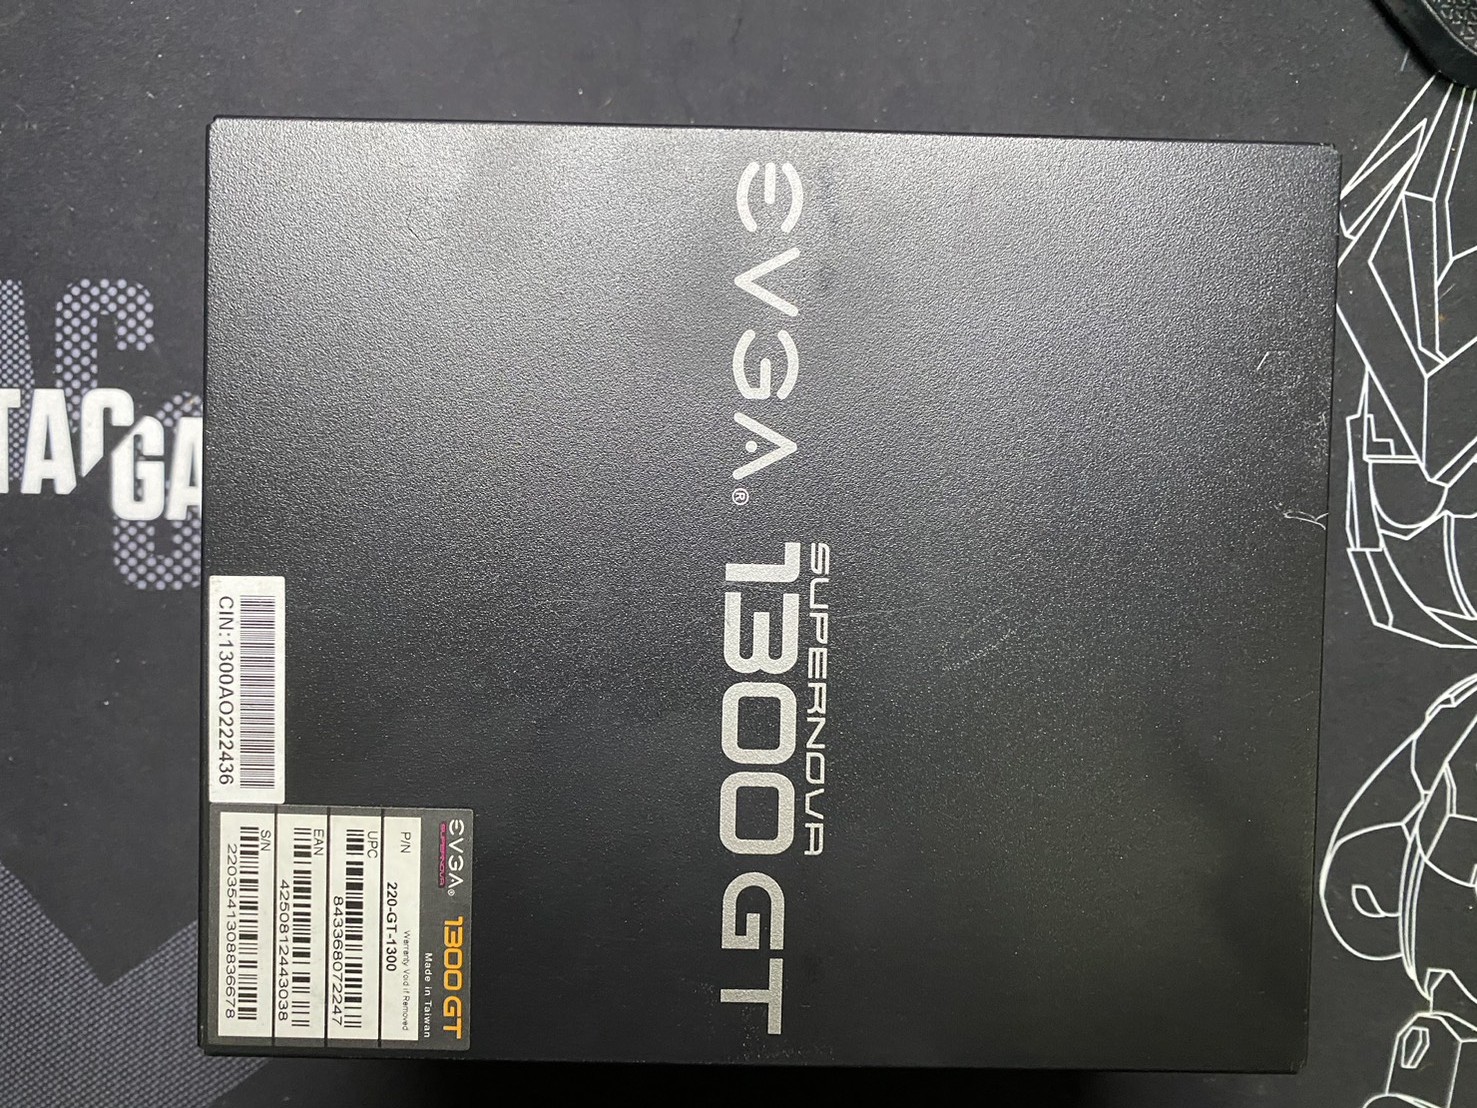 EVGA®
SUPERNOVA
1300 GT
CIN:1300AO222436
EVGA®
SUPERNOVA
1300 GT
Made in Taiwan
Warranty Void if Removed
P/N
220-GT-1300
UPC
843368072247
EAN
4250812443038
S/N
2203541308836678
TAC GA